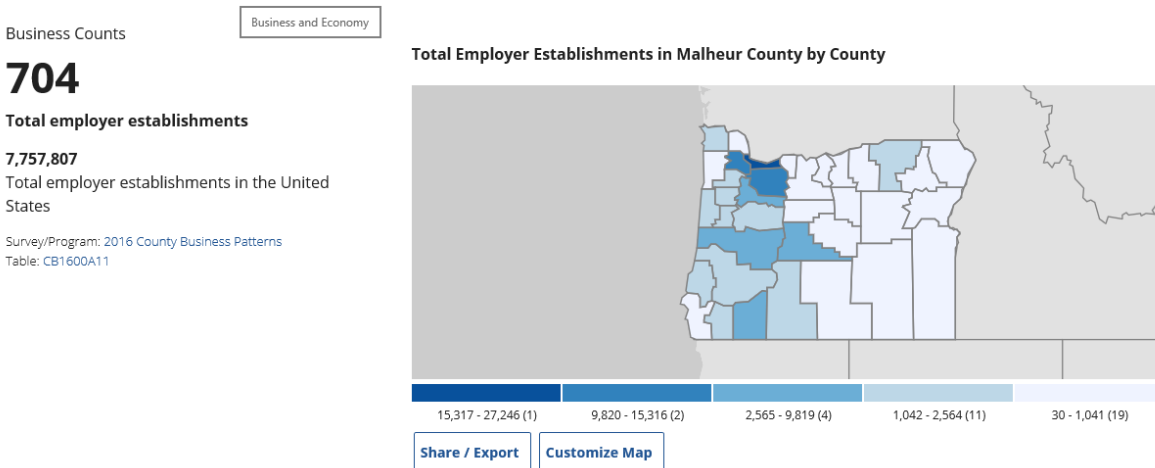 Business Counts
Business and Economy
704
Total employer establishments
7,757,807
Total employer establishments in the United
States
Survey/Program: 2016 County Business Patterns
Table: CB1600A11
Total Employer Establishments in Malheur County by County
15,317 - 27,246 (1)
9,820 - 15,316 (2)
2,565 - 9,819 (4)
1,042 - 2,564 (11)
30 - 1,041 (19)
Share / Export
Customize Map